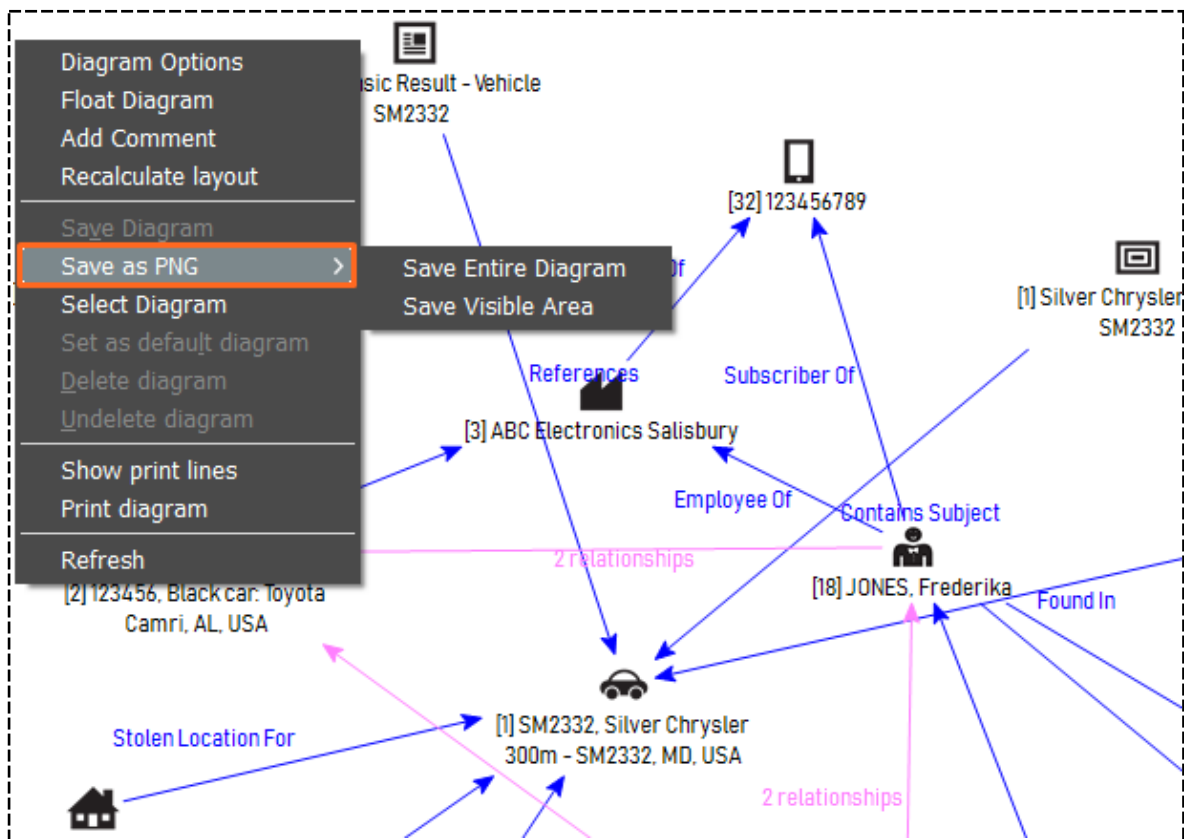 Diagram Options
Float Diagram
Add Comment
Recalculate layout
Save Diagram
Save as PNG
Select Diagram
Set as default diagram
Delete diagram
Undelete diagram
Show print lines
Print diagram
Refresh
Save Entire Diagram
Save Visible Area
Result - Vehicle
SM2332
[32] 123456789
Of
[1] Silver Chrysler
SM2332
References
Subscriber Of
[3] ABC Electronics Salisbury
Employee Of
Contains Subject
2 relationships
[18] JONES, Frederika
Found In
[2] 123456, Black car: Toyota
Camri, AL, USA
[1] SM2332, Silver Chrysler
300m - SM2332, MD, USA
Stolen Location For
2 relationships